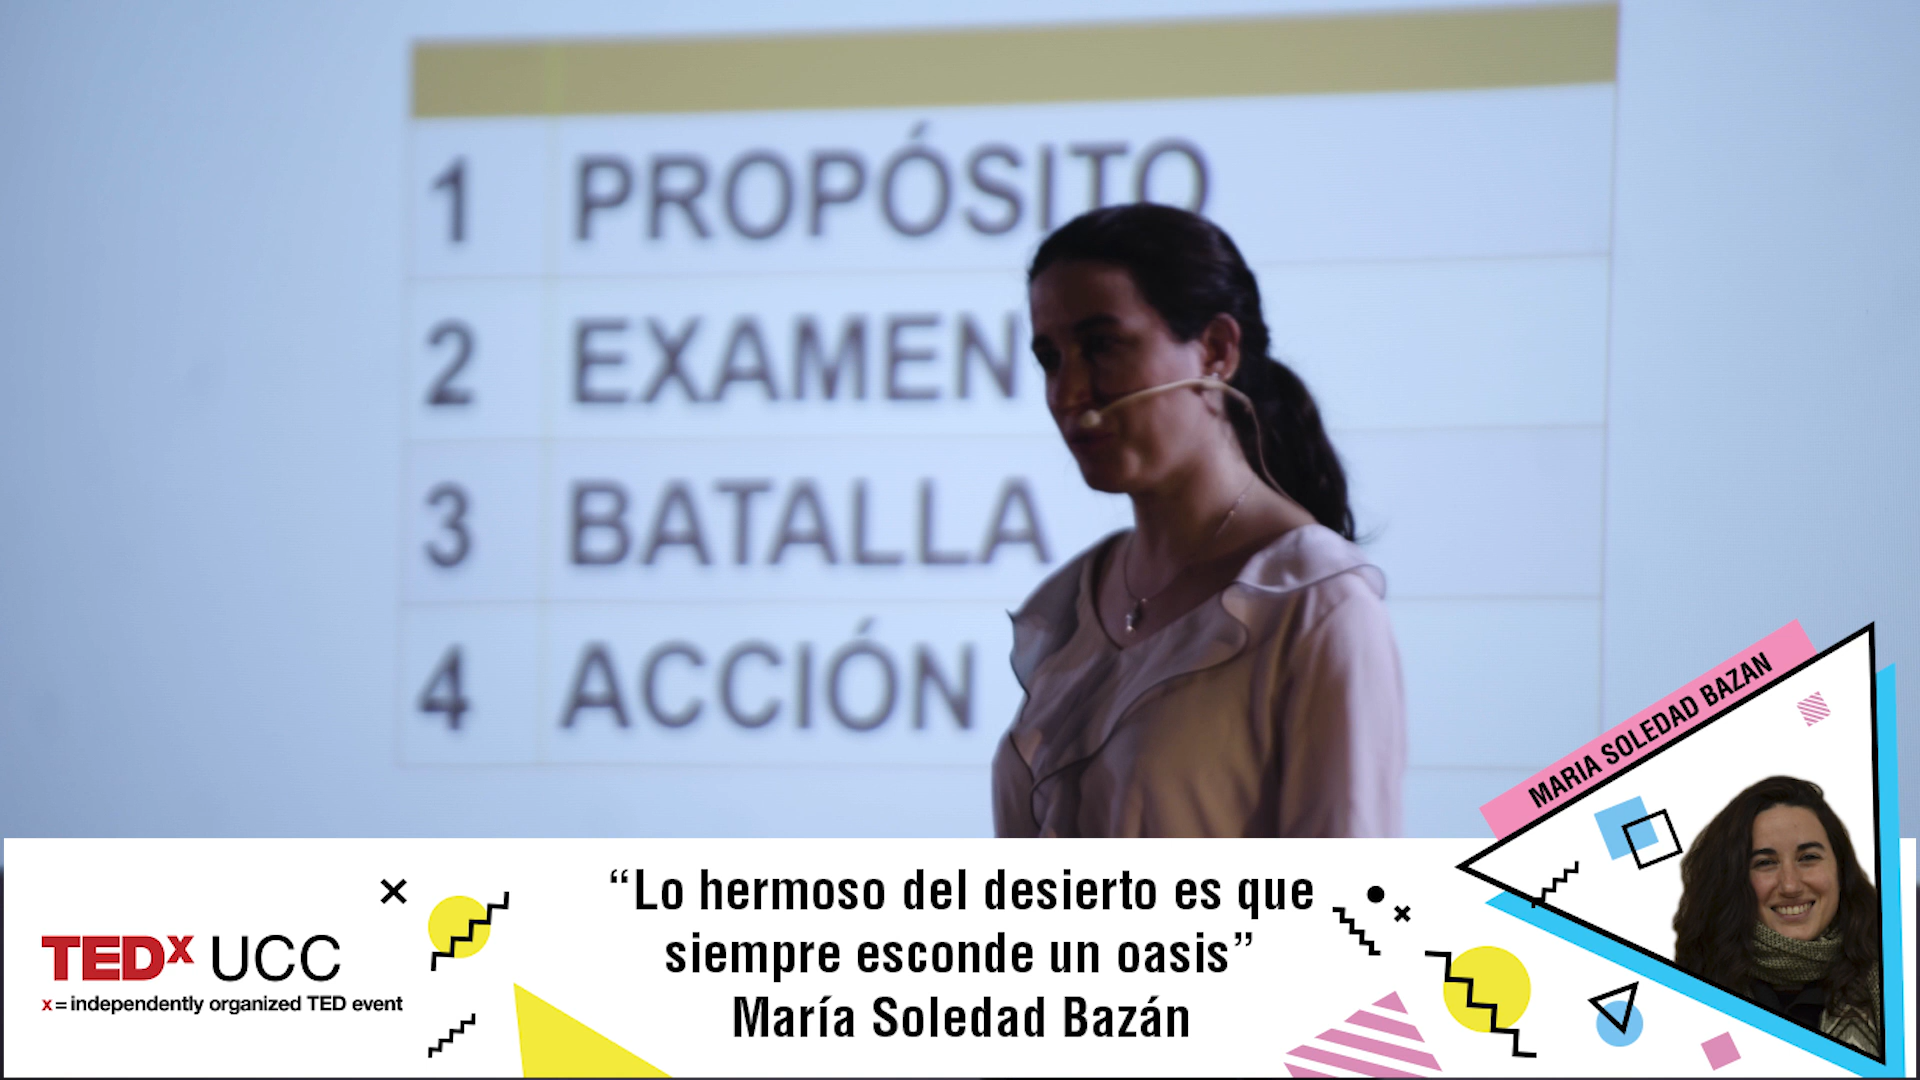 1 PROPÓSITO
2 EXAMEN
3 BATALLA
4 ACCIÓN
MARIA SOLEDAD BAZAN
“Lo hermoso del desierto es que
siempre esconde un oasis”
María Soledad Bazán
TEDx UCC
x = independently organized TED event